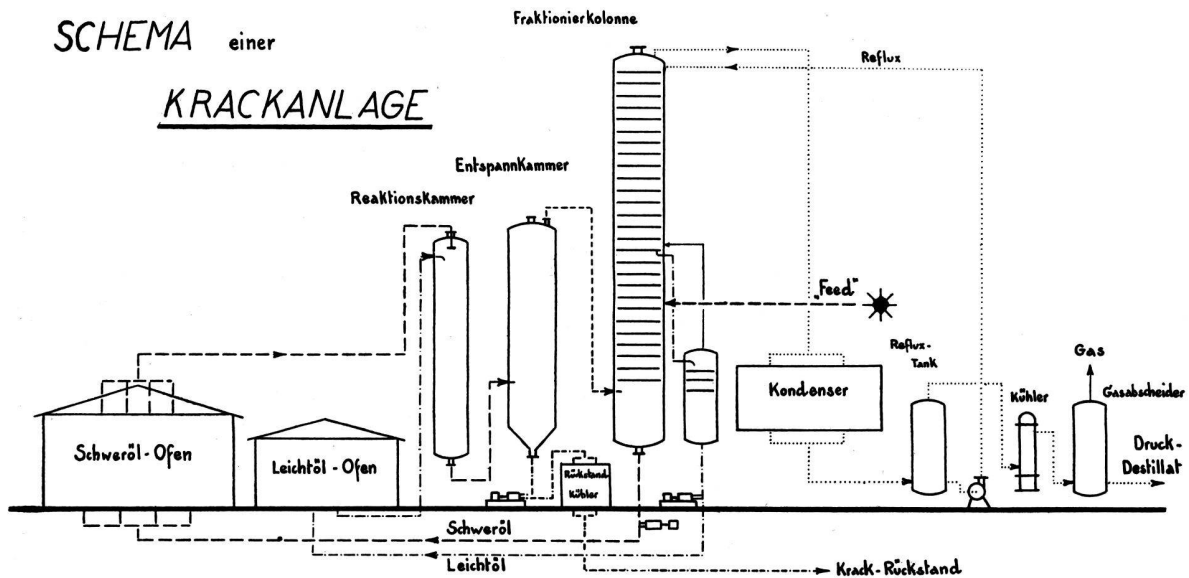 SCHEMA einer
KRACKANLAGE
Fraktionierkolonne
Reflux
Entspannkammer
Reaktionskammer
„Feed"
Reflux-
Tank
Gas
Kondenser
Kühler
Gasabscheider
Schweröl-Ofen
Leichtöl-Ofen
Rückstand
Kühler
Druck-
Destillat
Schweröl
Leichtöl
Krack-Rückstand